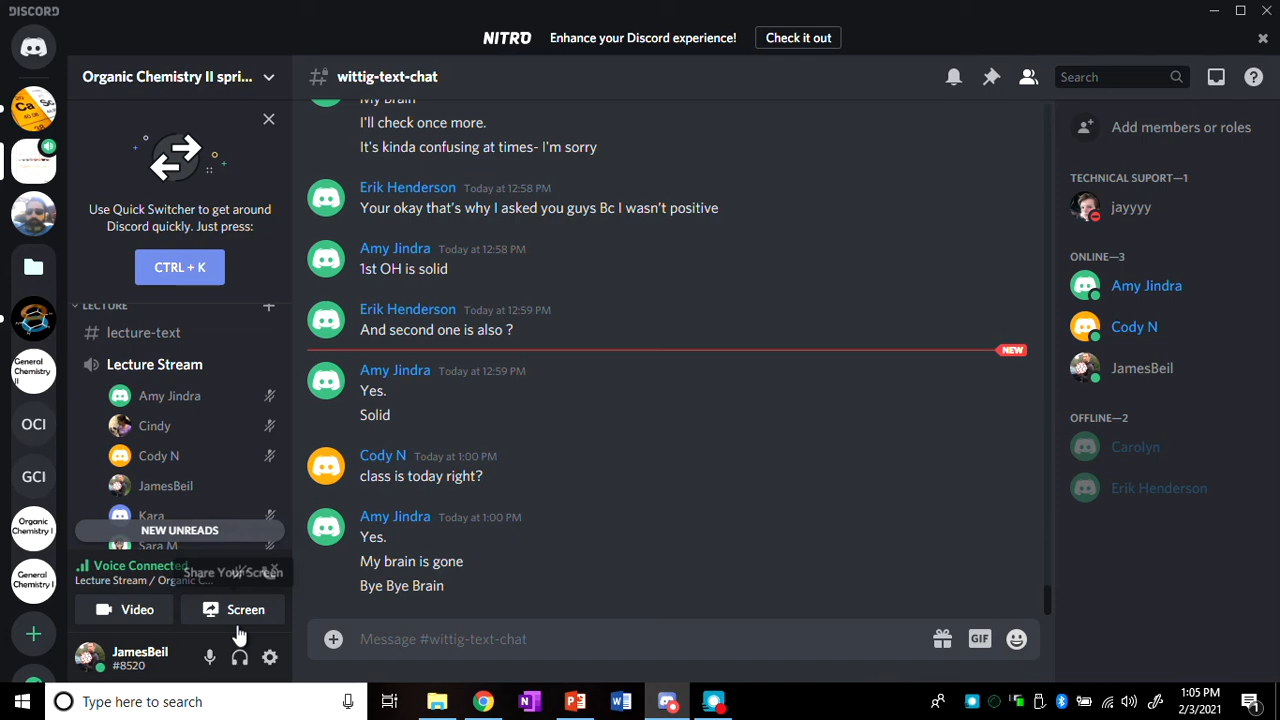 DISCORD
NITRO Enhance your Discord experience! Check it out
Organic Chemistry II spri...
wittig-text-chat
Search
Use Quick Switcher to get around
Discord quickly. Just press:
CTRL + K
LECTURE
lecture-text
Lecture Stream
Amy Jindra
Cindy
Cody N
JamesBeil
Kara
NEW UNREADS
Sara M
Voice Connected
Share Your Screen
Lecture Stream / Organic C...
Video
Screen
JamesBeil
#8520
General
Chemistry
II
OCI
GCI
Organic
Chemistry I
General
Chemistry I
My Brain
I'll check once more.
It's kinda confusing at times- I'm sorry
Erik Henderson Today at 12:58 PM
Your okay that's why I asked you guys Bc I wasn't positive
Amy Jindra Today at 12:58 PM
1st OH is solid
Erik Henderson Today at 12:59 PM
And second one is also ?
NEW
Amy Jindra Today at 12:59 PM
Yes.
Solid
Cody N Today at 1:00 PM
class is today right?
Amy Jindra Today at 1:00 PM
Yes.
My brain is gone
Bye Bye Brain
Message #wittig-text-chat
GIF
Add members or roles
TECHNICAL SUPORT—1
jayyyy
ONLINE—3
Amy Jindra
Cody N
JamesBeil
OFFLINE—2
Carolyn
Erik Henderson
Type here to search
1:05 PM
2/3/2021